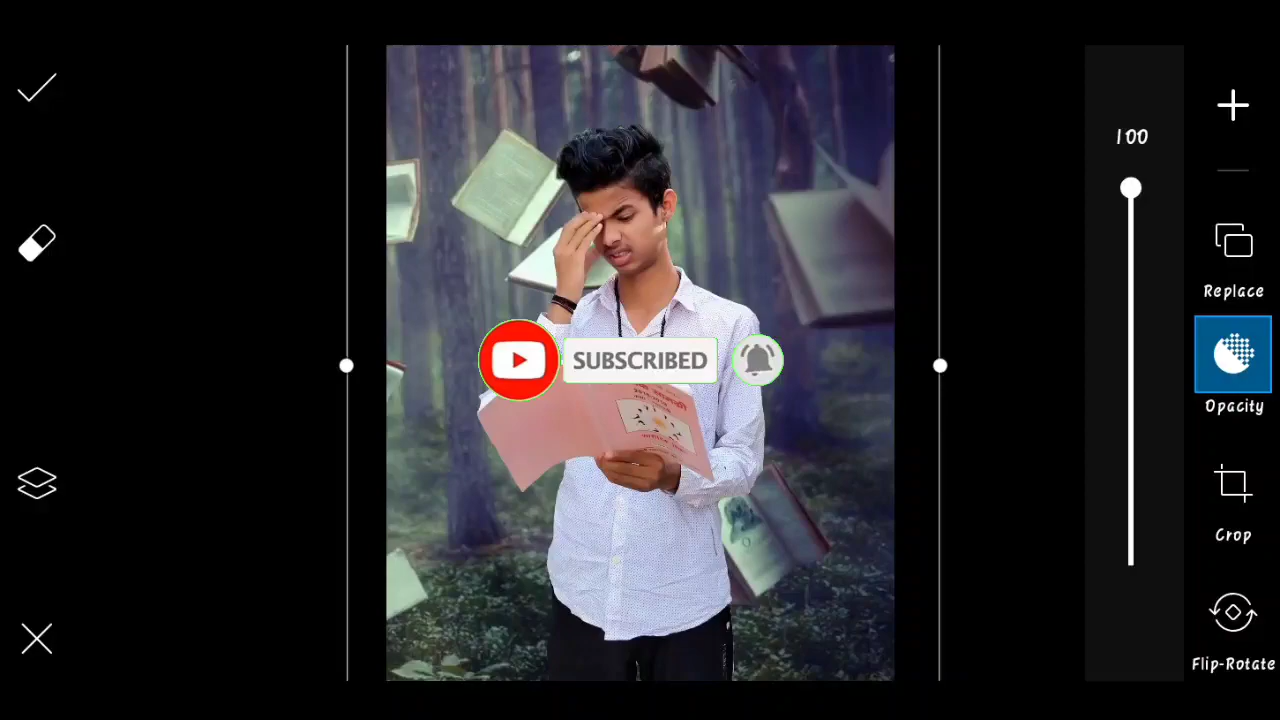 100
Replace
SUBSCRIBED
Opacity
Crop
Flip-Rotate